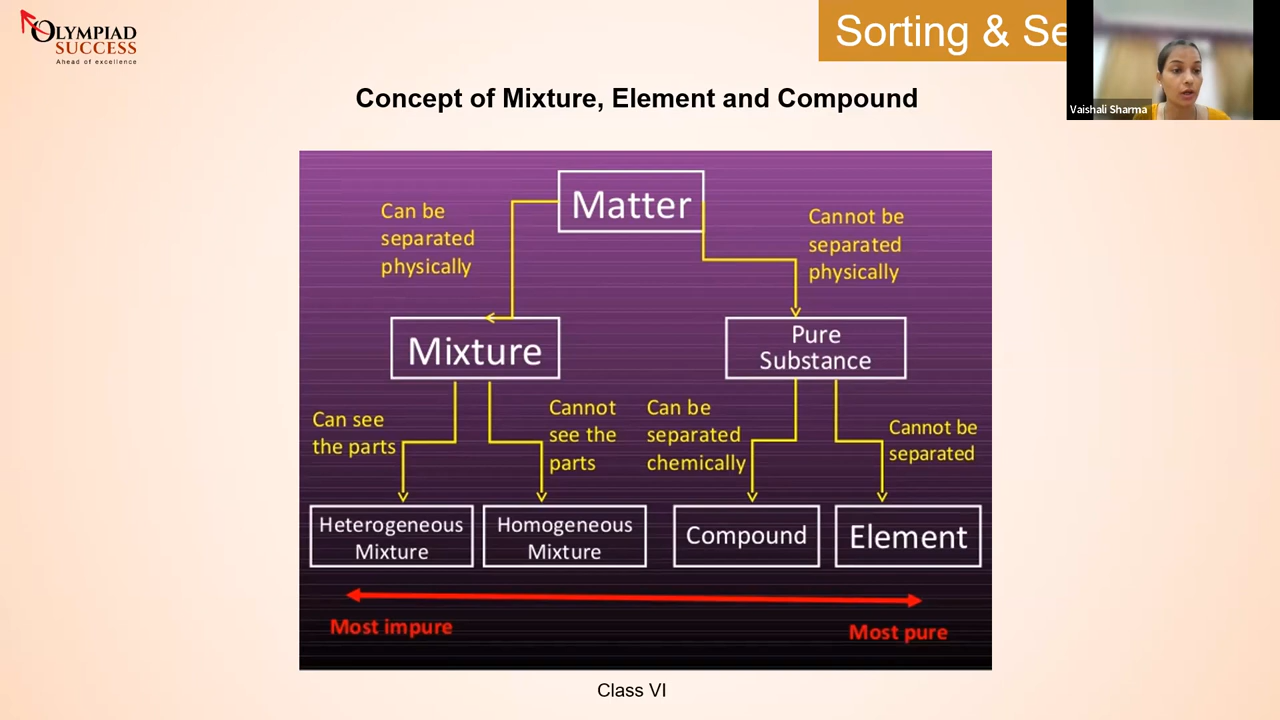 OLYMPIAD
SUCCESS
Ahead of excellence
Sorting & Se
Vaishali Sharma
Concept of Mixture, Element and Compound
Matter
Can be
separated
physically
Cannot be
separated
physically
Mixture
Pure
Substance
Can see
the parts
Cannot
see the
parts
Can be
separated
chemically
Cannot be
separated
Heterogeneous
Mixture
Homogeneous
Mixture
Compound
Element
Most impure
Most pure
Class VI